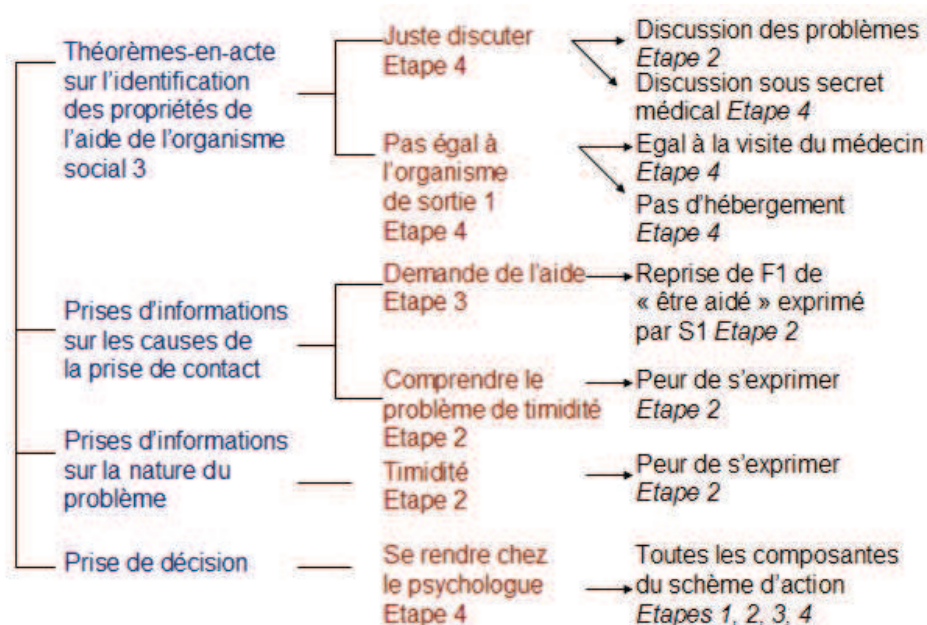 Théorèmes-en-acte
sur l'identification
des propriétés de
l'aide de l'organisme
social 3
Juste discuter
Etape 4
Discussion des problèmes
Etape 2
Discussion sous secret
médical Etape 4
Pas égal à
l'organisme
de sortie 1
Etape 4
Egal à la visite du médecin
Etape 4
Pas d'hébergement
Etape 4
Prises d'informations
sur les causes de
la prise de contact
Demande de l'aide
Etape 3
Reprise de F1 de
« être aidé » exprimé
par S1 Etape 2
Comprendre le
problème de timidité
Etape 2
Peur de s'exprimer
Etape 2
Prises d'informations
sur la nature du
problème
Timidité
Etape 2
Peur de s'exprimer
Etape 2
Prise de décision
Se rendre chez
le psychologue
Etape 4
Toutes les composantes
du schème d'action
Etapes 1, 2, 3, 4